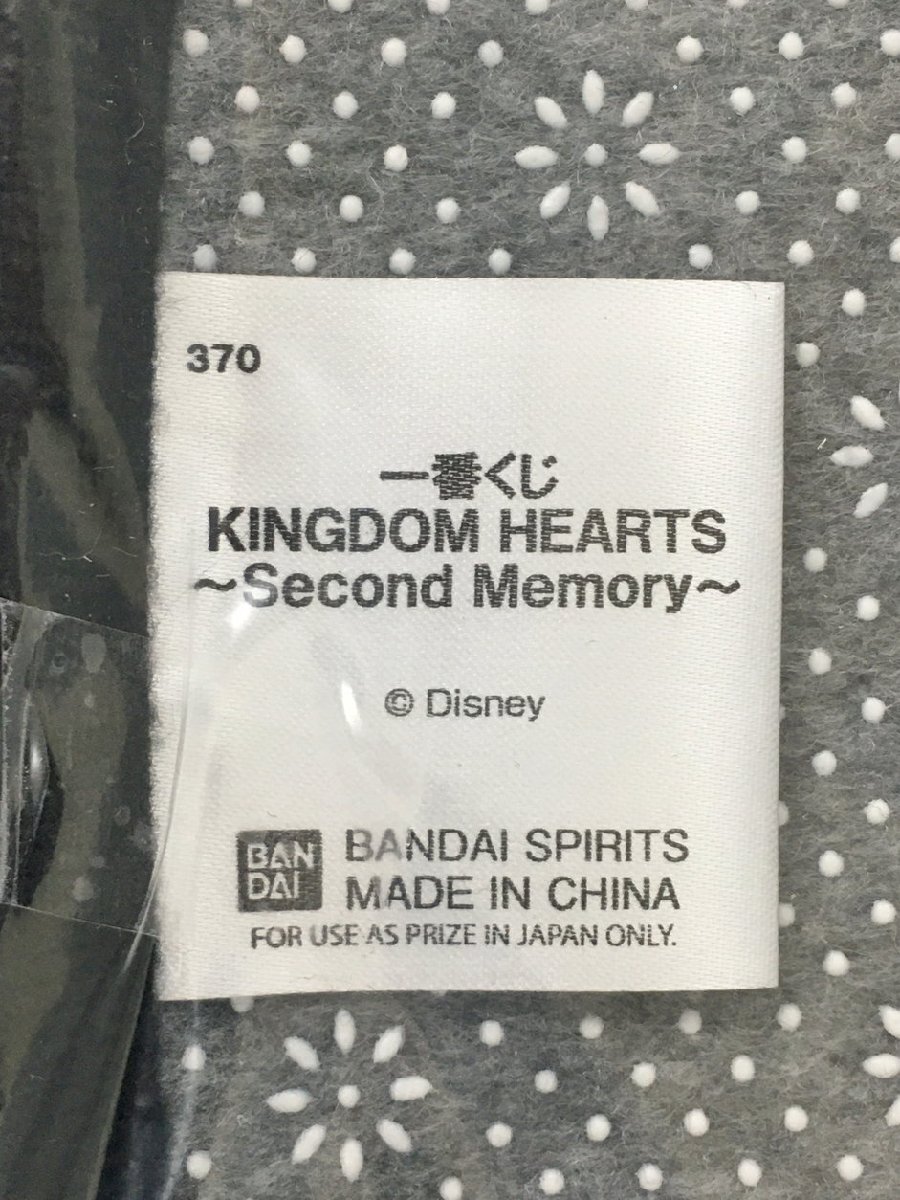 370
一番くじ
KINGDOM HEARTS
~Second Memory~
© Disney
BAN
DAI
BANDAI SPIRITS
MADE IN CHINA
FOR USE AS PRIZE IN JAPAN ONLY.